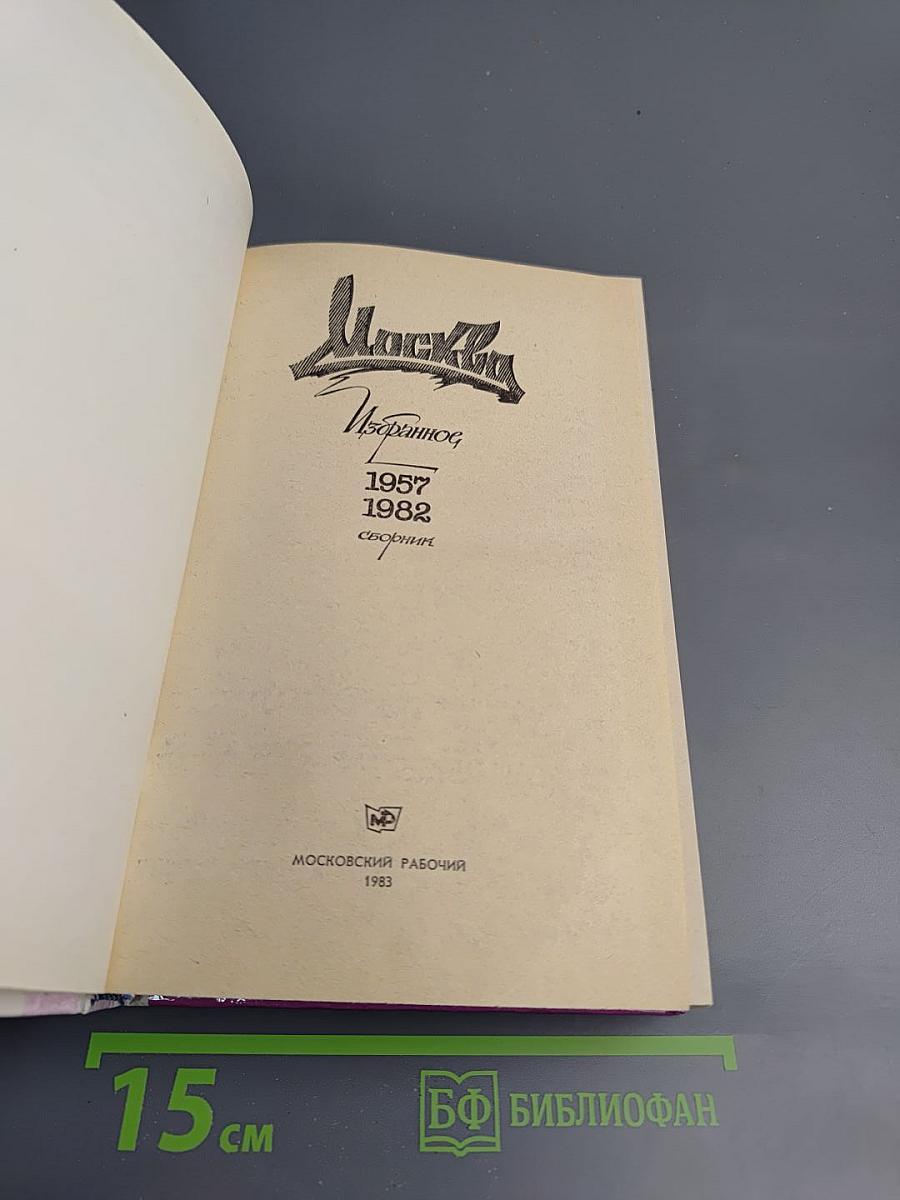 Москва
Избранное
1957
1982
сборник
МР
МОСКОВСКИЙ РАБОЧИЙ
1983
15 см
БФ БИБЛИОФАН